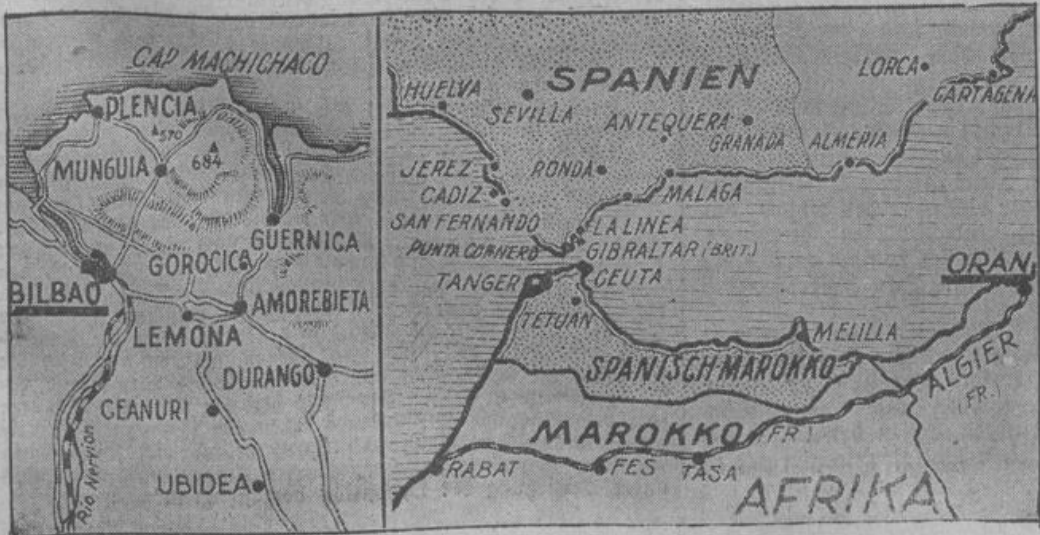 CAP MACHICHACO
PLENCIA
570
684
MUNGUIA
GUERNICA
GOROCICA
BILBAO
AMOREBIETA
LEMONA
DURANGO
CEANURI
UBIDEA
Rio Nervion
SPANIEN
LORCA
CARTAGENA
HUELVA
SEVILLA
ANTEQUERA
GRANADA
ALMERIA
JEREZ
RONDA
CADIZ
MALAGA
SAN FERNANDO
LA LINEA
PUNTA CORNERO
GIBRALTAR (BRIT.)
TANGER
CEUTA
ORAN
TETUAN
MELILLA
SPANISCH-MAROKKO
ALGIER
(FR.)
MAROKKO (FR.)
RABAT
FES
TASA
AFRIKA